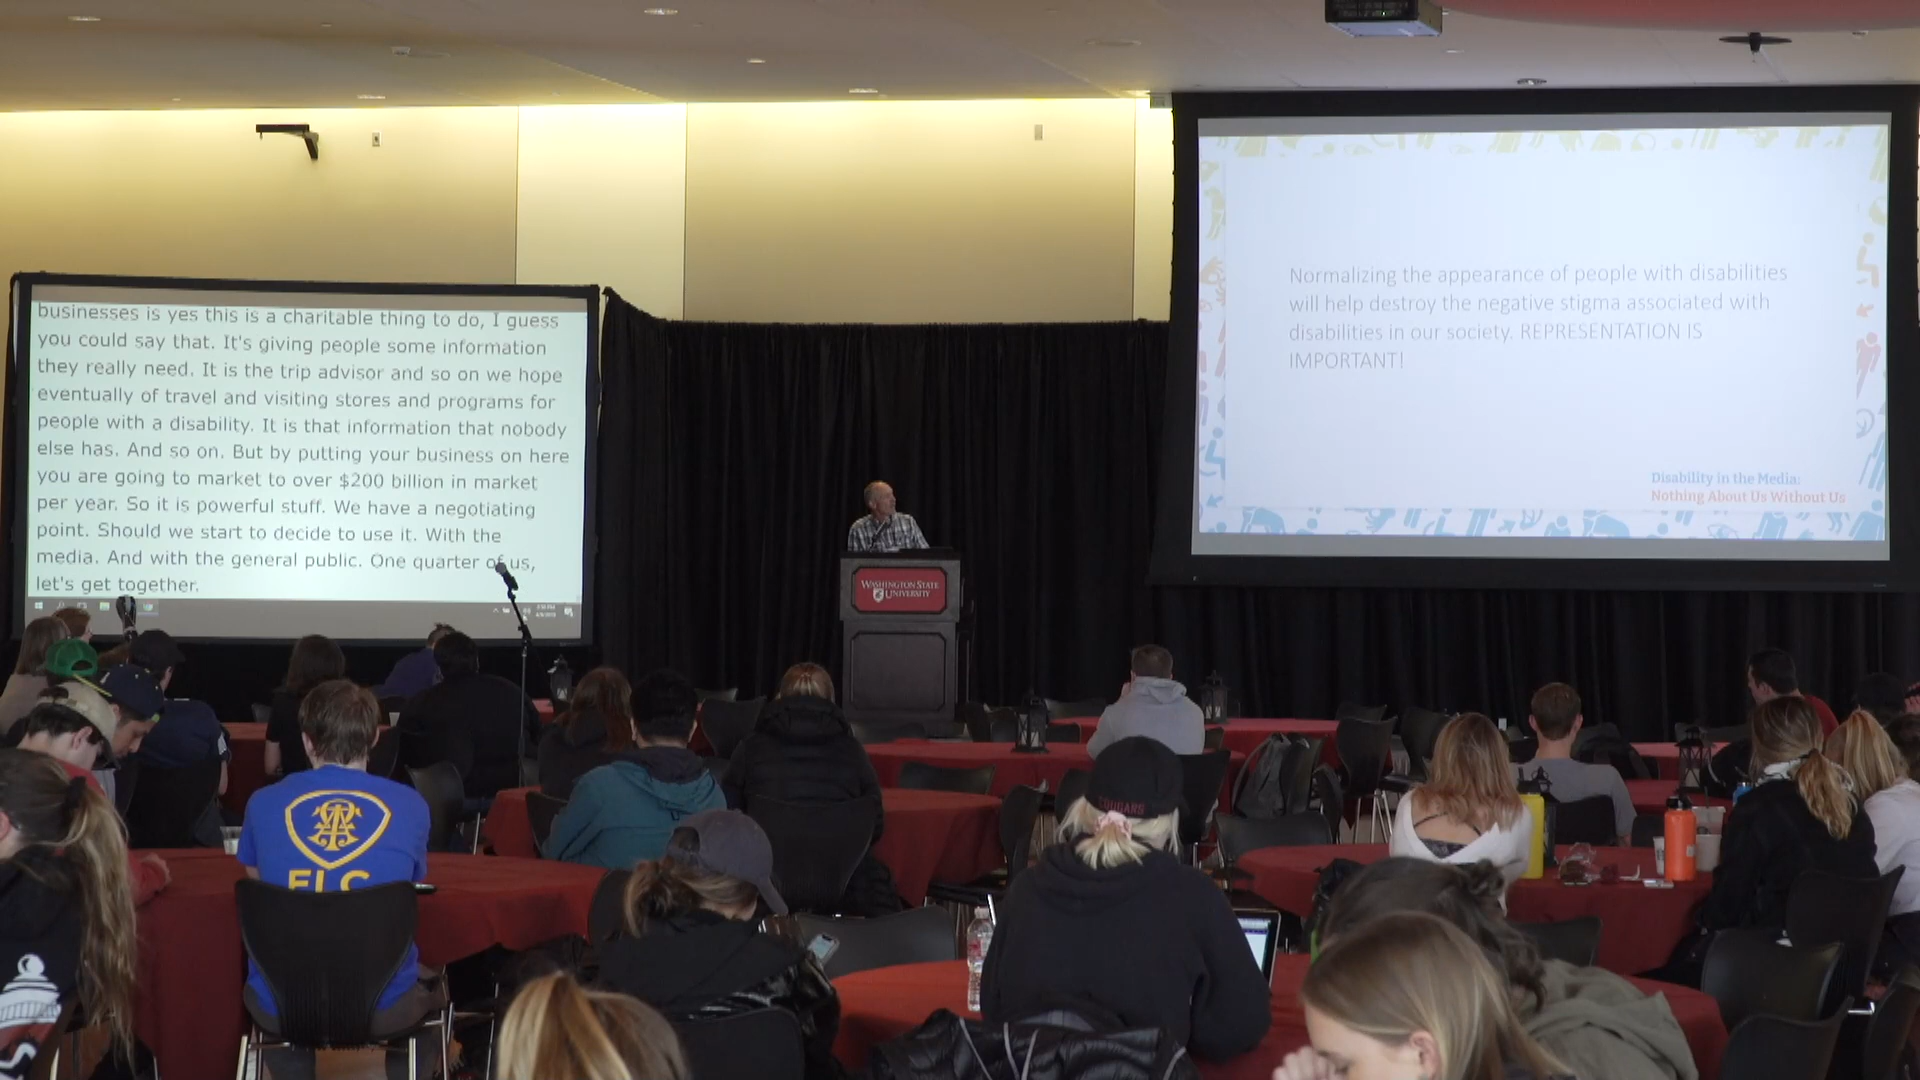 businesses is yes this is a charitable thing to do, I guess
you could say that. It's giving people some information
they really need. It is the trip advisor and so on we hope
eventually of travel and visiting stores and programs for
people with a disability. It is that information that nobody
else has. And so on. But by putting your business on here
you are going to market to over $200 billion in market
per year. So it is powerful stuff. We have a negotiating
point. Should we start to decide to use it. With the
media. And with the general public. One quarter of us,
let's get together.
Normalizing the appearance of people with disabilities
will help destroy the negative stigma associated with
disabilities in our society. REPRESENTATION IS
IMPORTANT!
Disability in the Media:
Nothing About Us Without Us
WASHINGTON STATE
UNIVERSITY
COUGARS
FLC